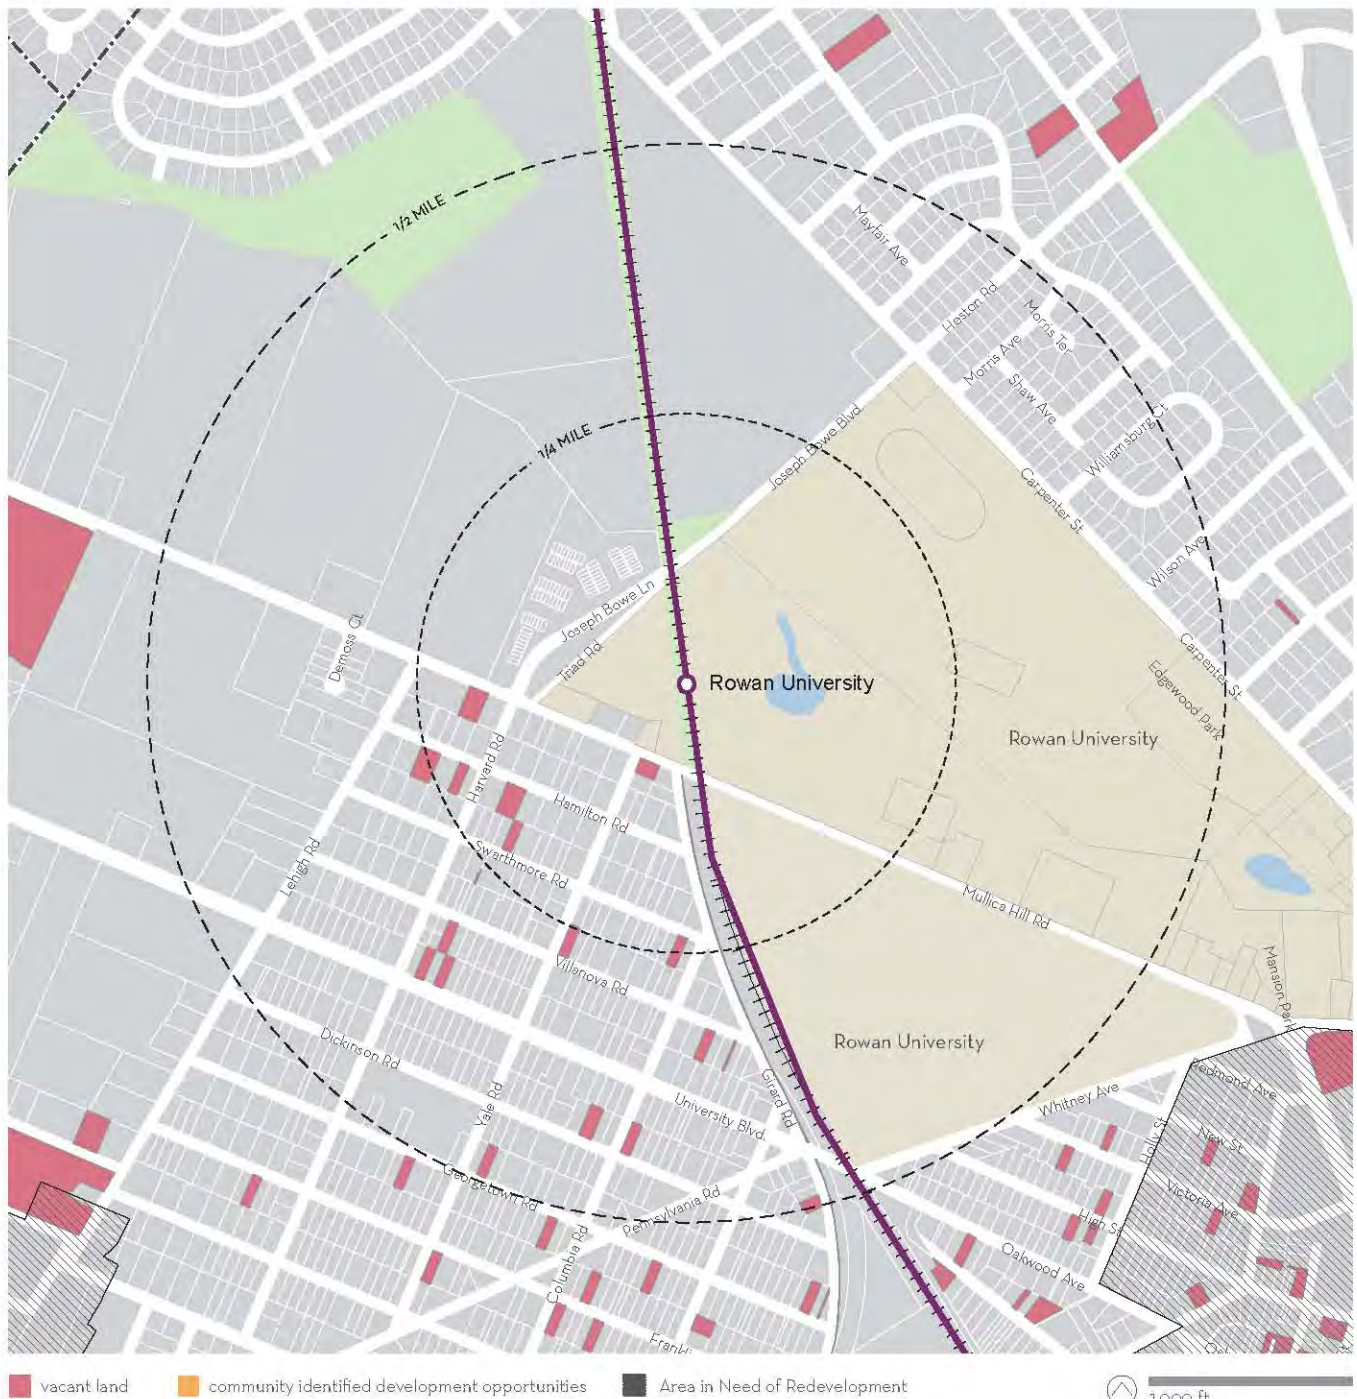 1/2 MILE
Mayfair Ave
Heston Rd
Morris Ter
Morris Ave
Shaw Ave
Williamsburg Ct
1/4 MILE
Joseph Bowe Blvd
Carpenter St
Wilson Ave
Joseph Bowe Ln
Triad Rd
Demoss Ct
Carpenter St
Edgewood Park
Rowan University
Rowan University
Harvard Rd
Hamilton Rd
Swarthmore Rd
Lehigh Rd
Mullica Hill Rd
Villanova Rd
Mansion Park
Dickinson Rd
Rowan University
Girard Rd
Redmond Ave
Whitney Ave
Yale Rd
University Blvd.
Holly St
New St
Georgetown Rd
Pennsylvania Rd
Victoria Ave
High St
Oakwood Ave
Columbia Rd
vacant land
community identified development opportunities
Area in Need of Redevelopment